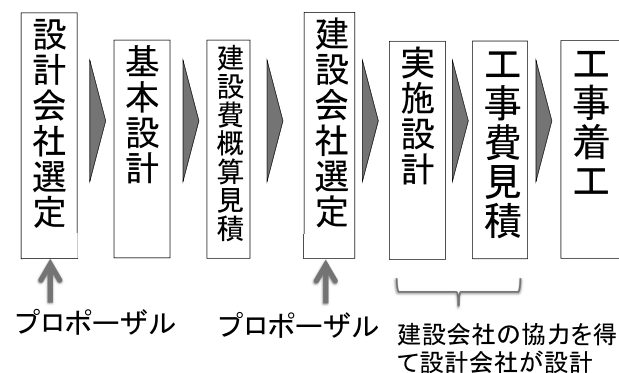 設計会社選定
基本設計
建設費概算見積
建設会社選定
実施設計
工事費見積
工事着工
プロポーザル
プロポーザル
建設会社の協力を得
て設計会社が設計